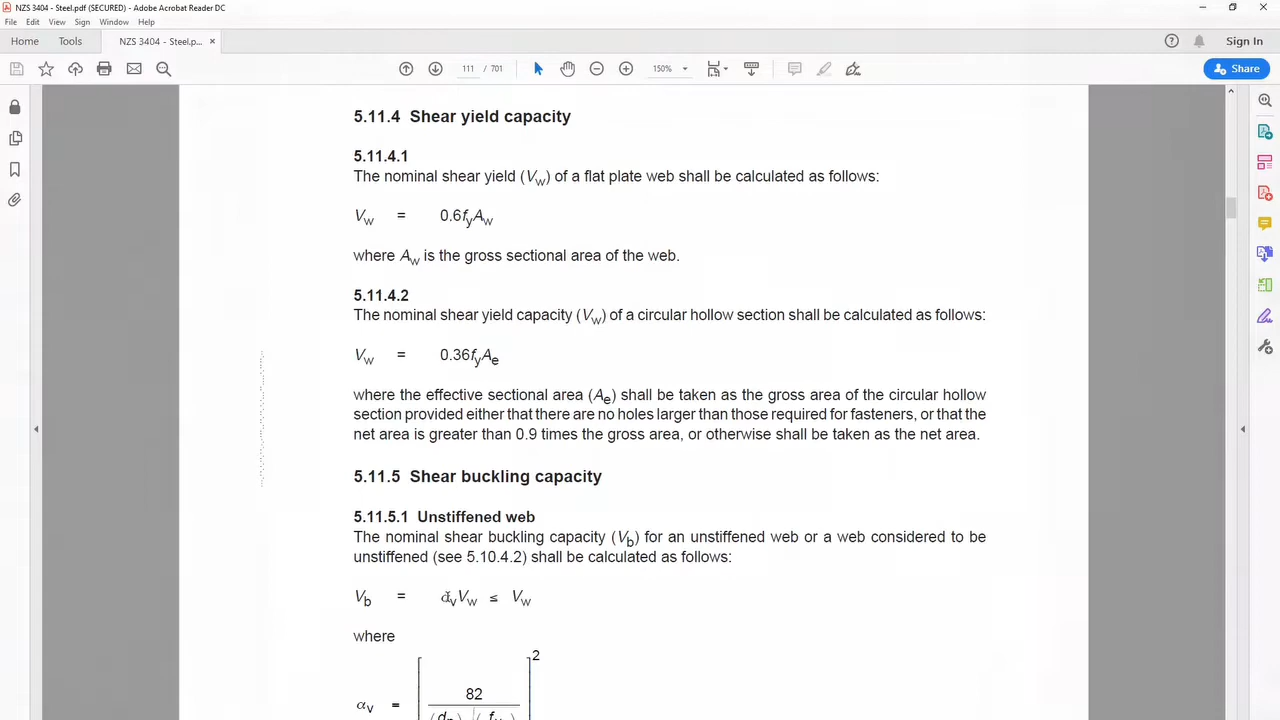 NZS 3404 - Steel.pdf (SECURED) - Adobe Acrobat Reader DC
File Edit View Sign Window Help
Home Tools NZS 3404 - Steel.p... × Sign In
111 / 701 150% Share
5.11.4 Shear yield capacity
5.11.4.1
The nominal shear yield (Vw) of a flat plate web shall be calculated as follows:
Vw = 0.6fyAw
where Aw is the gross sectional area of the web.
5.11.4.2
The nominal shear yield capacity (Vw) of a circular hollow section shall be calculated as follows:
Vw = 0.36fyAe
where the effective sectional area (Ae) shall be taken as the gross area of the circular hollow
section provided either that there are no holes larger than those required for fasteners, or that the
net area is greater than 0.9 times the gross area, or otherwise shall be taken as the net area.
5.11.5 Shear buckling capacity
5.11.5.1 Unstiffened web
The nominal shear buckling capacity (Vb) for an unstiffened web or a web considered to be
unstiffened (see 5.10.4.2) shall be calculated as follows:
Vb = αvVw ≤ Vw
where
2
82
αv =